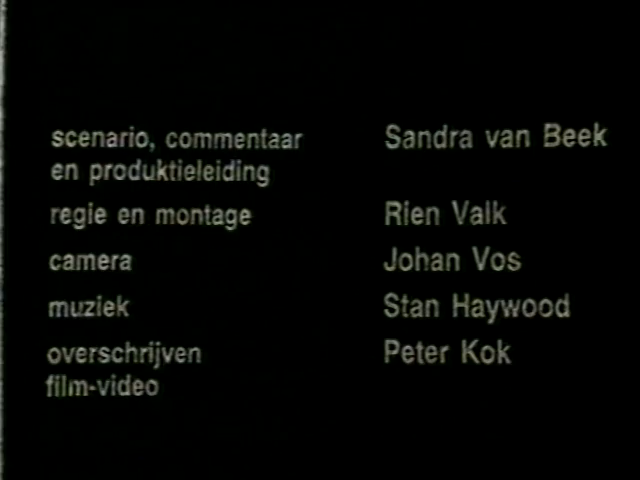 scenario, commentaar Sandra van Beek
en produktieleiding
regie en montage Rien Valk
camera Johan Vos
muziek Stan Haywood
overschrijven Peter Kok
film-video